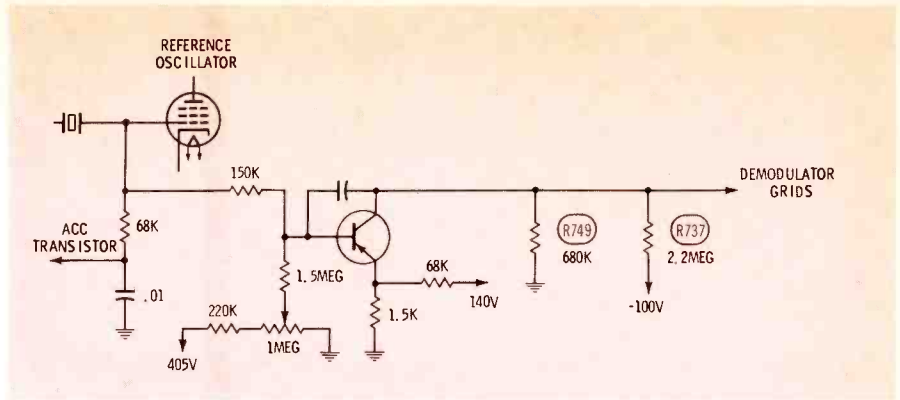 REFERENCE
OSCILLATOR
150K
DEMODULATOR
GRIDS
ACC
TRANSISTOR
68K
R749
680K
R737
2.2MEG
.01
1.5MEG
68K
140V
-100V
220K
1MEG
1.5K
405V